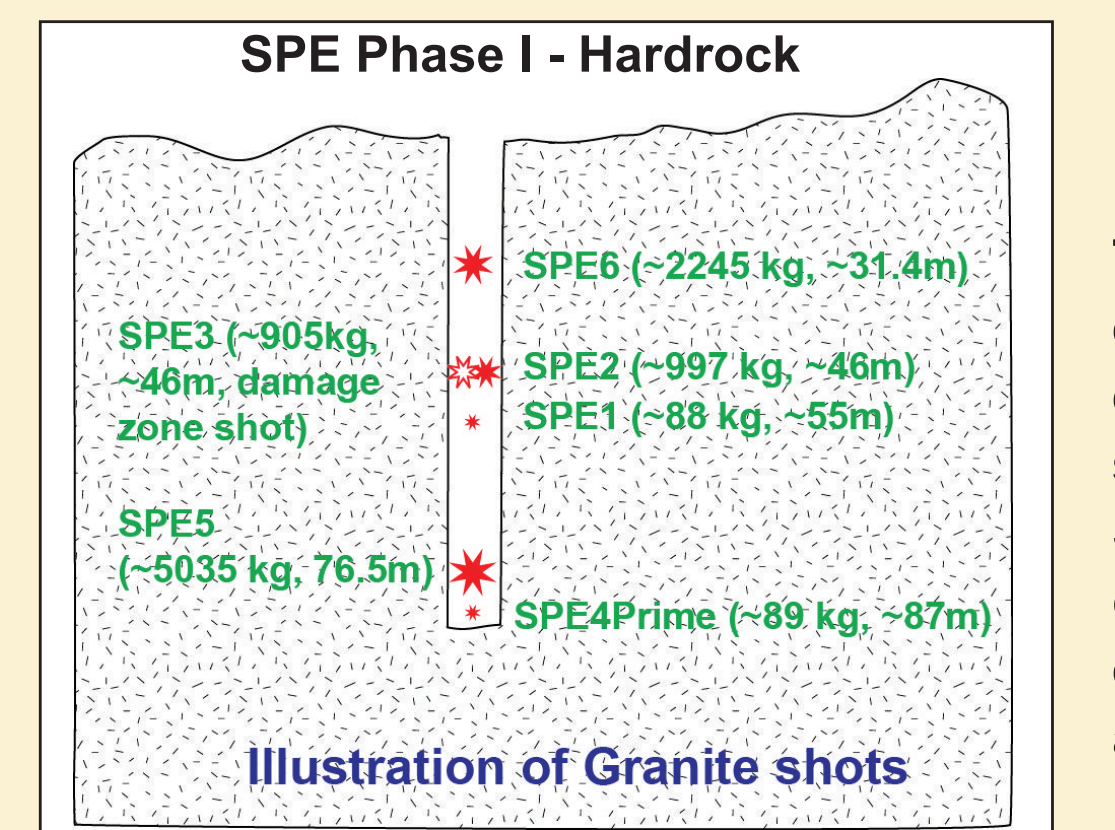 SPE Phase I - Hardrock
SPE6 (~2245 kg, ~31.4m)
SPE3 (~905kg,
~46m, damage
zone shot)
SPE2 (~997 kg, ~46m)
SPE1 (~88 kg, ~55m)
SPE5
(~5035 kg, 76.5m)
SPE4Prime (~89 kg, ~87m)
Illustration of Granite shots